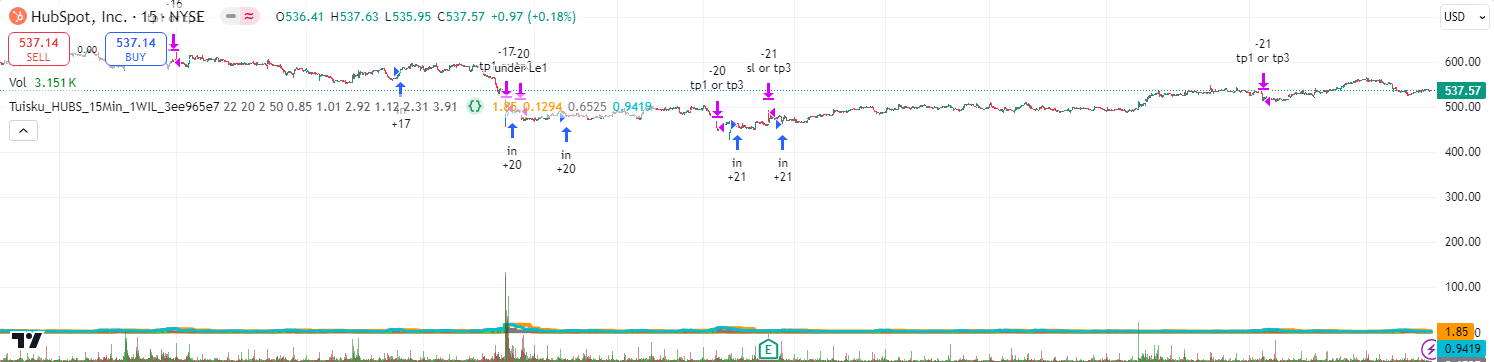 -16
HubSpot, Inc. · 15 · NYSE O536.41 H537.63 L535.95 C537.57 +0.97 (+0.18%)
USD
537.14
SELL
0.00
537.14
BUY
Vol 3.151K
Tuisku_HUBS_15Min_1WIL_3ee965e7 22 20 2 50 0.85 1.01 2.92 1.12 2.31 3.91 1.85 0.1294 0.6525 0.9419
in
+17
-17
-20
under Le1
in
+20
in
+20
-20
tp1 or tp3
in
+21
-21
sl or tp3
in
+21
-21
tp1 or tp3
600.00
537.57
500.00
400.00
300.00
200.00
100.00
1.85
0.9419
E